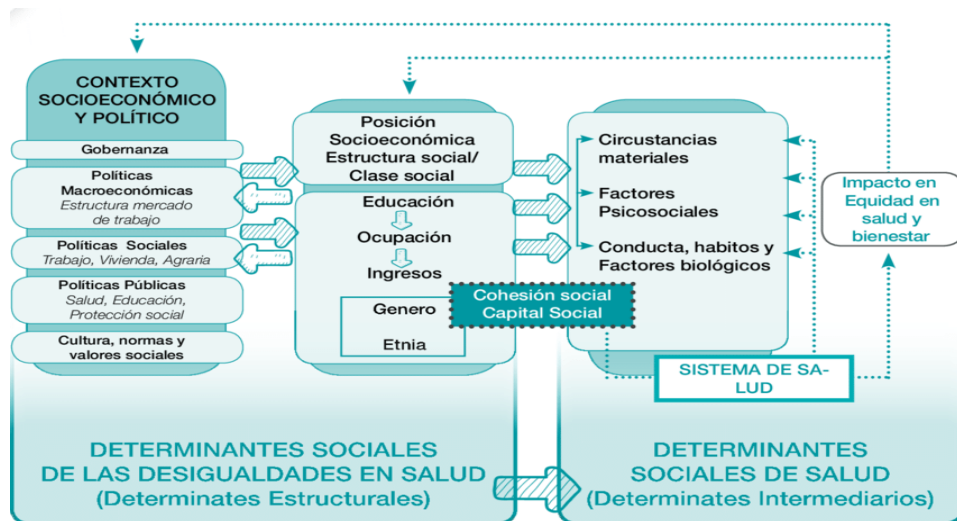 CONTEXTO
SOCIOECONÓMICO
Y POLÍTICO
Gobernanza
Políticas
Macroeconómicas
Estructura mercado
de trabajo
Políticas Sociales
Trabajo, Vivienda, Agraria
Políticas Públicas
Salud, Educación,
Protección social
Cultura, normas y
valores sociales
Posición
Socioeconómica
Estructura social/
Clase social
Educación
Ocupación
Ingresos
Genero
Etnia
Cohesión social
Capital Social
Circustancias
materiales
Factores
Psicosociales
Conducta, habitos y
Factores biológicos
SISTEMA DE SA-
LUD
Impacto en
Equidad en
salud y
bienestar
DETERMINANTES SOCIALES
DE LAS DESIGUALDADES EN SALUD
(Determinates Estructurales)
DETERMINANTES
SOCIALES DE SALUD
(Determinates Intermediarios)